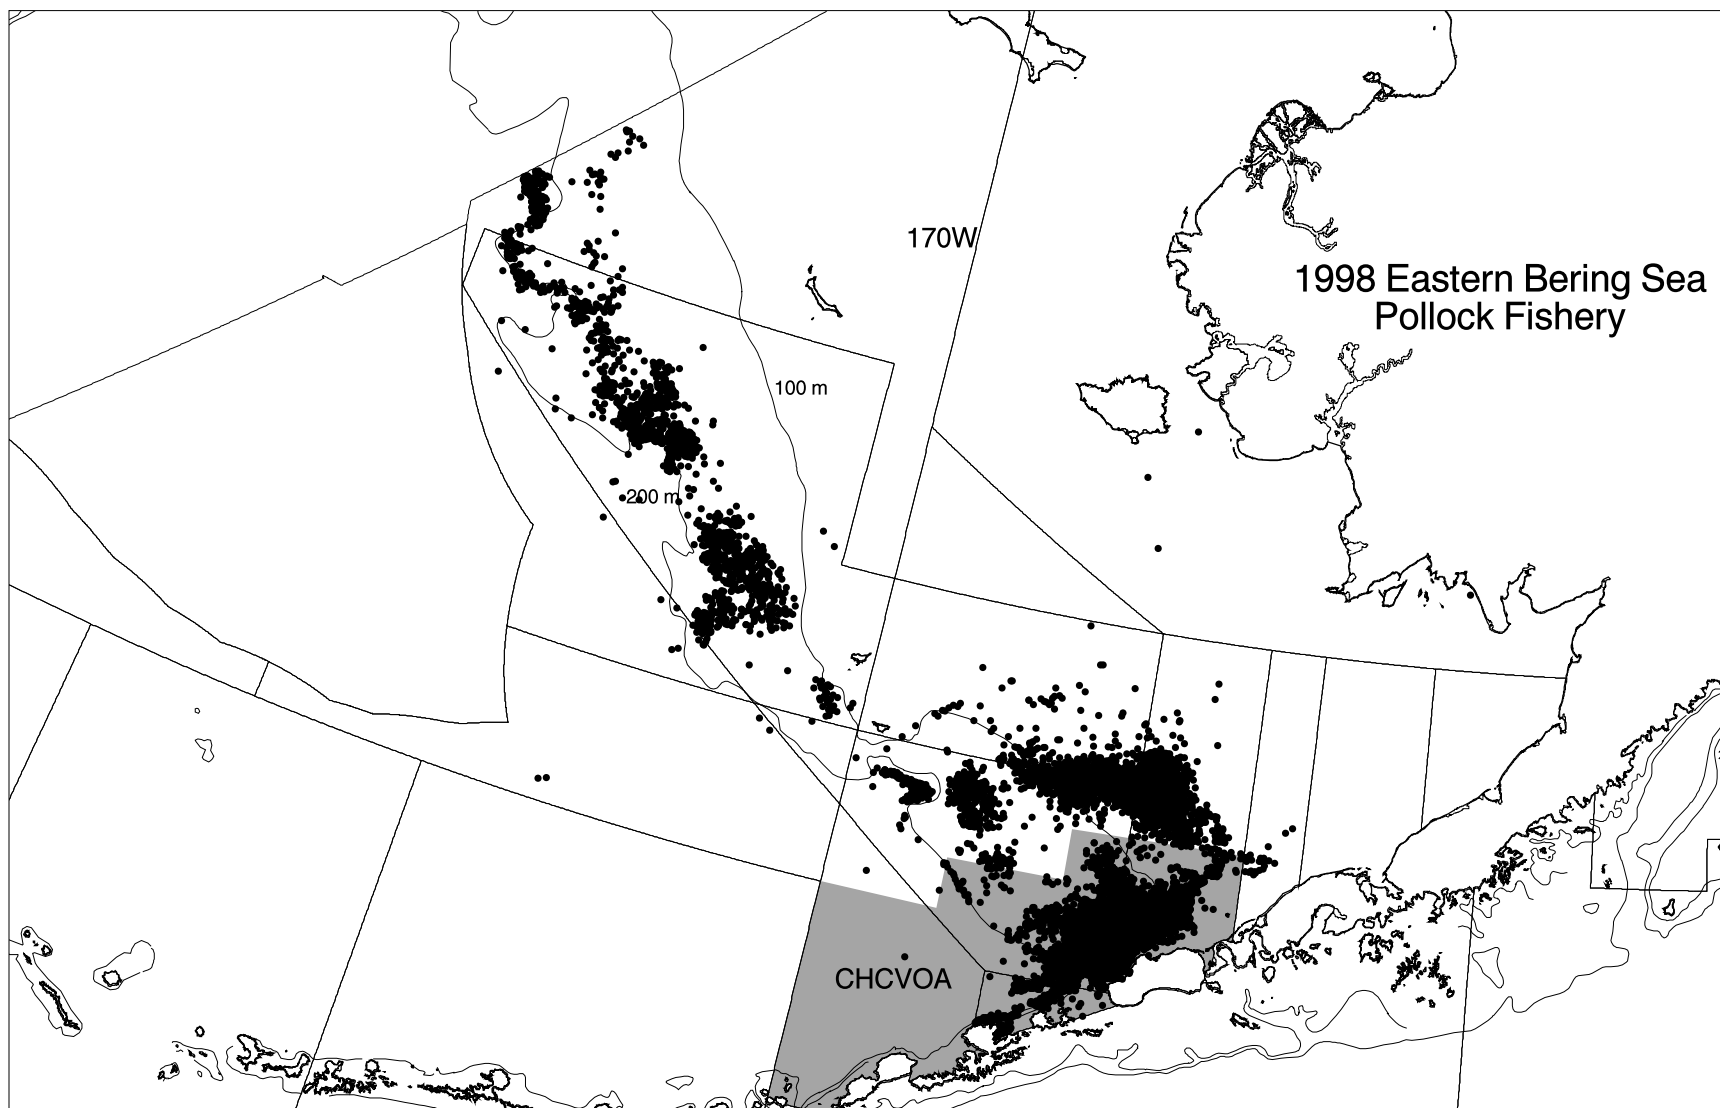 170W
1998 Eastern Bering Sea
Pollock Fishery
100 m
200 m
CHCVOA